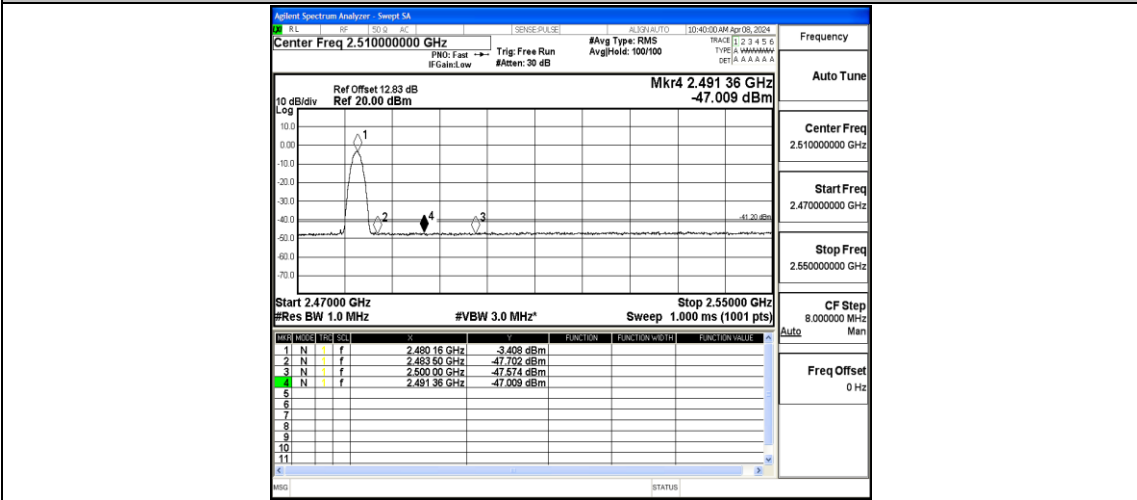 Agilent Spectrum Analyzer - Swept SA
RL RF 50 Ω AC SENSE:PULSE ALIGN AUTO 10:40:00 AM Apr 08, 2024
Center Freq 2.510000000 GHz #Avg Type: RMS TRACE 1 2 3 4 5 6
PNO: Fast Trig: Free Run Avg|Hold: 100/100 TYPE A WWWWW
IFGain:Low #Atten: 30 dB DET A A A A A A
Mkr4 2.491 36 GHz
-47.009 dBm
Ref Offset 12.83 dB
10 dB/div Ref 20.00 dBm
Log
10.0
0.00
-10.0
-20.0
-30.0
-40.0
-50.0
-60.0
-70.0
1
2
4
3
-41.20 dBm
Start 2.47000 GHz Stop 2.55000 GHz
#Res BW 1.0 MHz #VBW 3.0 MHz* Sweep 1.000 ms (1001 pts)
MKR MODE TRC SCL X Y FUNCTION FUNCTION WIDTH FUNCTION VALUE
1 N 1 f 2.480 16 GHz -3.408 dBm
2 N 1 f 2.483 50 GHz -47.702 dBm
3 N 1 f 2.500 00 GHz -47.574 dBm
4 N 1 f 2.491 36 GHz -47.009 dBm
5
6
7
8
9
10
11
MSG STATUS
Frequency
Auto Tune
Center Freq
2.510000000 GHz
Start Freq
2.470000000 GHz
Stop Freq
2.550000000 GHz
CF Step
8.000000 MHz
Auto Man
Freq Offset
0 Hz